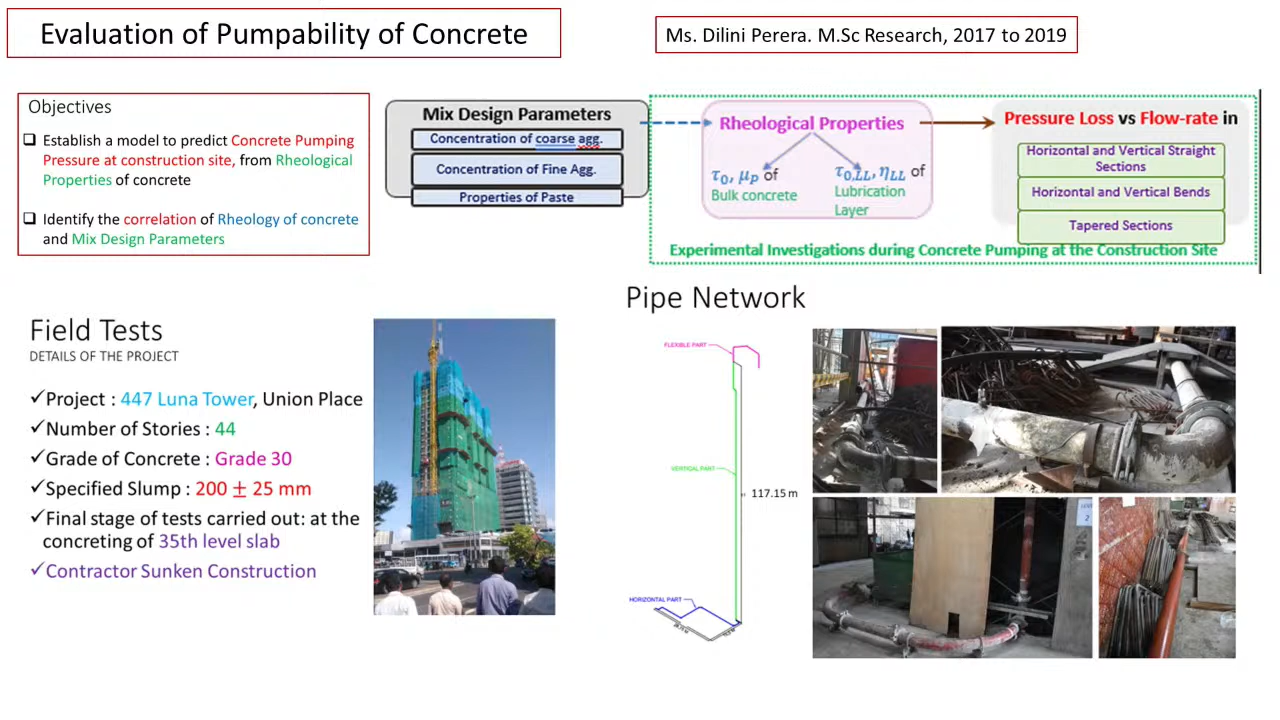 Evaluation of Pumpability of Concrete
Ms. Dilini Perera. M.Sc Research, 2017 to 2019
Objectives
❑ Establish a model to predict Concrete Pumping
Pressure at construction site, from Rheological
Properties of concrete
❑ Identify the correlation of Rheology of concrete
and Mix Design Parameters
Mix Design Parameters
Concentration of coarse agg.
Concentration of Fine Agg.
Properties of Paste
Rheological Properties
τ₀, μₚ of
Bulk concrete
τ₀,LL, ηLL of
Lubrication
Layer
Pressure Loss vs Flow-rate in
Horizontal and Vertical Straight
Sections
Horizontal and Vertical Bends
Tapered Sections
Experimental Investigations during Concrete Pumping at the Construction Site
Field Tests
DETAILS OF THE PROJECT
✓Project : 447 Luna Tower, Union Place
✓Number of Stories : 44
✓Grade of Concrete : Grade 30
✓Specified Slump : 200 ± 25 mm
✓Final stage of tests carried out: at the
concreting of 35th level slab
✓Contractor Sunken Construction
Pipe Network
FLEXIBLE PART
VERTICAL PART
117.15 m
HORIZONTAL PART